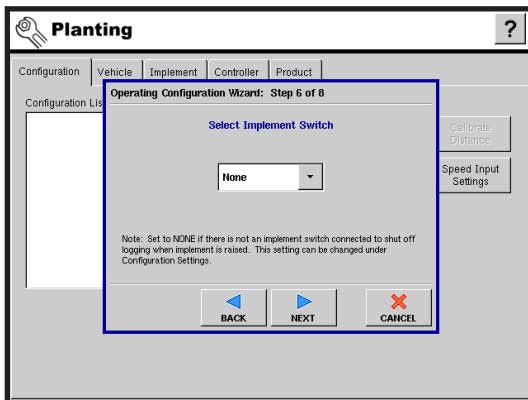 Planting
?
Configuration
Vehicle
Implement
Controller
Product
Configuration Lis
Operating Configuration Wizard: Step 6 of 8
Select Implement Switch
None
Note: Set to NONE if there is not an implement switch connected to shut off
logging when implement is raised. This setting can be changed under
Configuration Settings.
BACK
NEXT
CANCEL
Calibrate
Distance
Speed Input
Settings